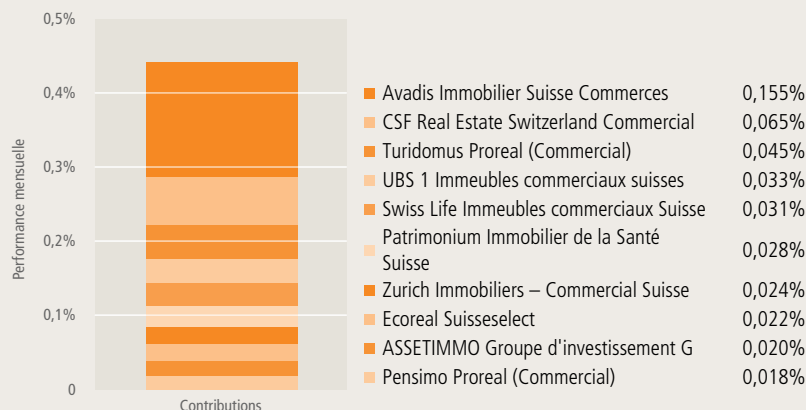 0,5%
0,4%
0,3%
0,2%
0,1%
0
Performance mensuelle
Contributions
Avadis Immobilier Suisse Commerces 0,155%
CSF Real Estate Switzerland Commercial 0,065%
Turidomus Proreal (Commercial) 0,045%
UBS 1 Immeubles commerciaux suisses 0,033%
Swiss Life Immeubles commerciaux Suisse 0,031%
Patrimonium Immobilier de la Santé
Suisse 0,028%
Zurich Immobiliers – Commercial Suisse 0,024%
Ecoreal Suisseselect 0,022%
ASSETIMMO Groupe d'investissement G 0,020%
Pensimo Proreal (Commercial) 0,018%